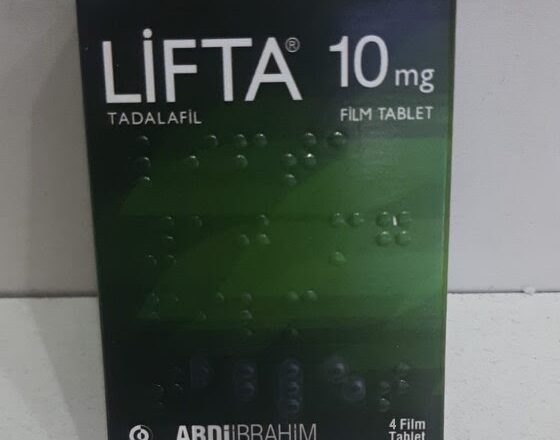 LİFTA® 10 mg
TADALAFİL FİLM TABLET
ABDİ İBRAHİM
4 Film
Tablet